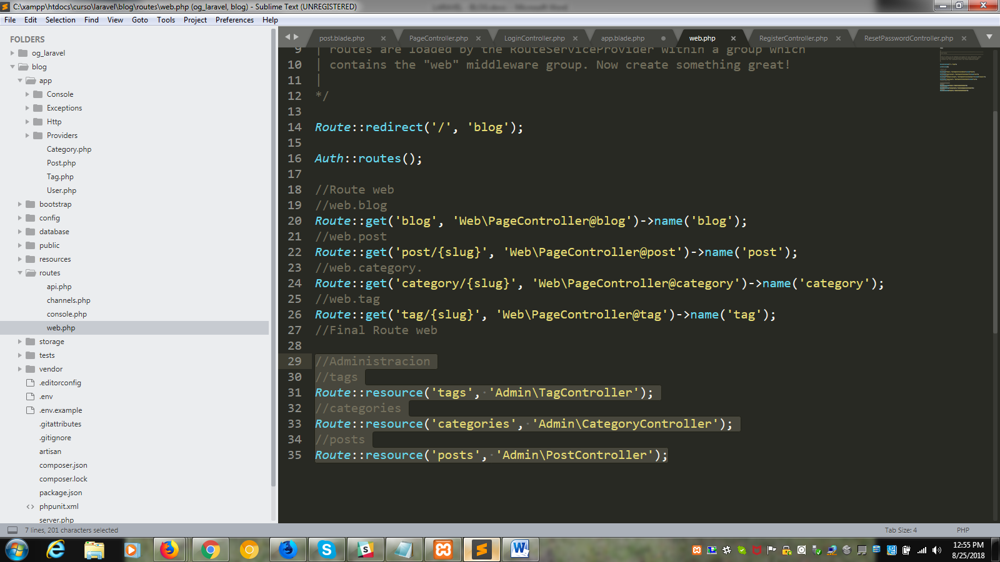 C:\xampp\htdocs\curso\laravel\blog\routes\web.php (og_laravel, blog) - Sublime Text (UNREGISTERED)
File Edit Selection Find View Goto Tools Project Preferences Help
FOLDERS
og_laravel
blog
app
Console
Exceptions
Http
Providers
Category.php
Post.php
Tag.php
User.php
bootstrap
config
database
public
resources
routes
api.php
channels.php
console.php
web.php
storage
tests
vendor
.editorconfig
.env
.env.example
.gitattributes
.gitignore
artisan
composer.json
composer.lock
package.json
phpunit.xml
server.php
post.blade.php PageController.php LoginController.php app.blade.php web.php RegisterController.php ResetPasswordController.php
9 | routes are loaded by the RouteServiceProvider within a group which
10 | contains the "web" middleware group. Now create something great!
11 |
12 */
13
14 Route::redirect('/', 'blog');
15
16 Auth::routes();
17
18 //Route web
19 //web.blog
20 Route::get('blog', 'Web\PageController@blog')->name('blog');
21 //web.post
22 Route::get('post/{slug}', 'Web\PageController@post')->name('post');
23 //web.category.
24 Route::get('category/{slug}', 'Web\PageController@category')->name('category');
25 //web.tag
26 Route::get('tag/{slug}', 'Web\PageController@tag')->name('tag');
27 //Final Route web
28
29 //Administracion
30 //tags
31 Route::resource('tags', 'Admin\TagController');
32 //categories
33 Route::resource('categories', 'Admin\CategoryController');
34 //posts
35 Route::resource('posts', 'Admin\PostController');
7 lines, 201 characters selected Tab Size: 4 PHP
12:55 PM
8/25/2018